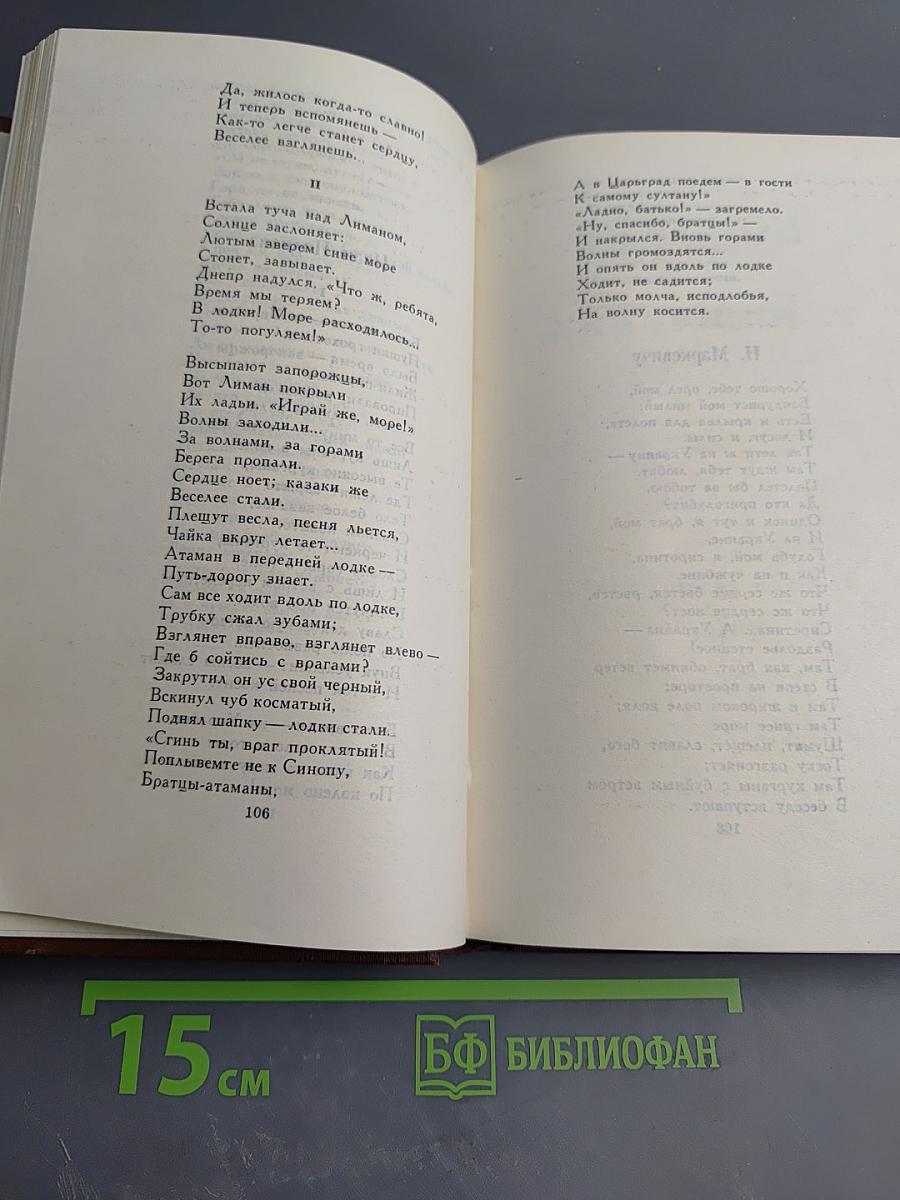 Да, жилось когда-то славно!
И теперь вспомянешь —
Как-то легче станет сердцу,
Веселее взглянешь...
II
Встала туча над Лиманом,
Солнце заслоняет:
Лютым зверем сине море
Стонет, завывает.
Днепр надулся. «Что ж, ребята,
Время мы теряем?
В лодки! Море расходилось...
То-то погуляем!»
Высыпают запорожцы,
Вот Лиман покрыли
Их ладьи. «Играй же, море!»
Волны заходили...
За волнами, за горами
Берега пропали.
Сердце ноет; казаки же
Веселее стали.
Плещут весла, песня льется,
Чайка вкруг летает...
Атаман в передней лодке —
Путь-дорогу знает.
Сам все ходит вдоль по лодке,
Трубку сжал зубами;
Взглянет вправо, взглянет влево —
Где б сойтись с врагами?
Закрутил он ус свой черный,
Вскинул чуб косматый,
Поднял шапку — лодки стали.
«Сгинь ты, враг проклятый!
Поплывемте не к Синопу,
Братцы-атаманы,
106
А в Царьград поедем — в гости
К самому султану!»
«Ладно, батько!» — загремело.
«Ну, спасибо, братцы!» —
И накрылся. Вновь горами
Волны громоздятся...
И опять он вдоль по лодке
Ходит, не садится;
Только молча, исподлобья,
На волну косится.
15 см
БФ БИБЛИОФАН